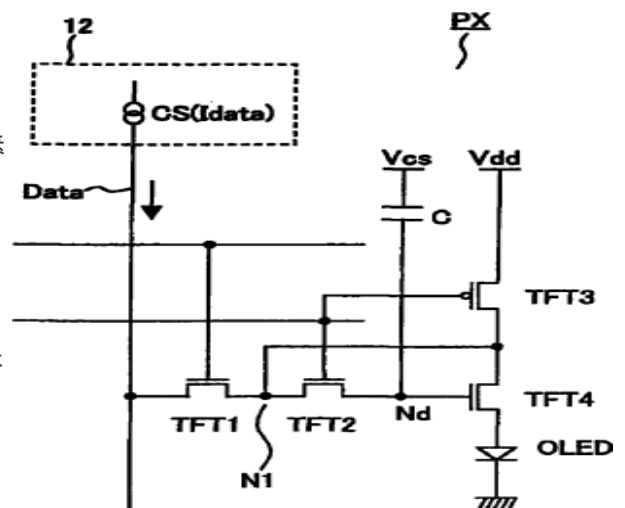 12
PX
CS(Idata)
Vcs
Vdd
Data
C
TFT3
TFT1
TFT2
Nd
TFT4
N1
OLED